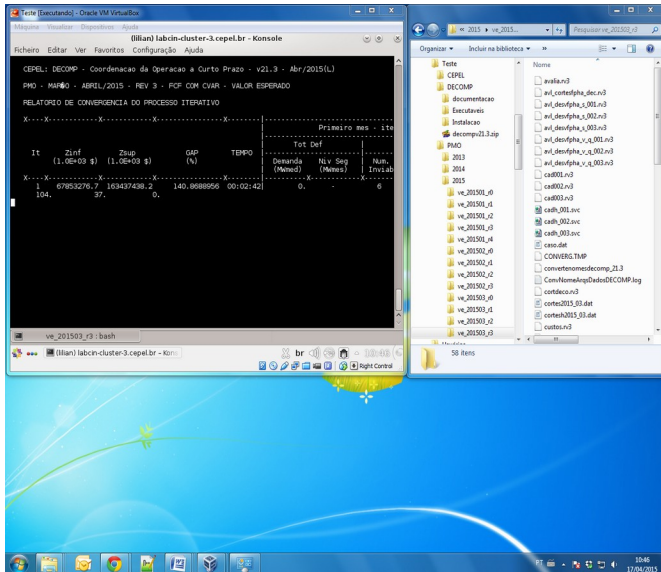 Teste [Executando] - Oracle VM VirtualBox
Máquina Visualizar Dispositivos Ajuda
(lilian) labcin-cluster-3.cepel.br - Konsole
Ficheiro Editar Ver Favoritos Configuração Ajuda
CEPEL: DECOMP - Coordenacao da Operacao a Curto Prazo - v21.3 - Abr/2015(L)
PMO - MAR�O - ABRIL/2015 - REV 3 - FCF COM CVAR - VALOR ESPERADO
RELATORIO DE CONVERGENCIA DO PROCESSO ITERATIVO
Primeiro mes - ite
Tot Def
It Zinf Zsup GAP TEMPO Demanda Niv Seg Num.
(1.0E+03 $) (1.0E+03 $) (%) (MWmed) (MWmes) Inviab
1 67853276.7 163437438.2 140.8688956 00:02:42 0. - 6
104. 37. 0.
ve_201503_r3 : bash
(lilian) labcin-cluster-3.cepel.br - Kons
br
10:46
Right Control
« 2015 ▸ ve_2015...
Pesquisar ve_201503_r3
Organizar Incluir na biblioteca »
Teste
CEPEL
DECOMP
documentacao
Executaveis
Instalacao
decompv21.3.zip
PMO
2013
2014
2015
ve_201501_r0
ve_201501_r1
ve_201501_r2
ve_201501_r3
ve_201501_r4
ve_201502_r0
ve_201502_r1
ve_201502_r2
ve_201502_r3
ve_201503_r0
ve_201503_r1
ve_201503_r2
ve_201503_r3
Nome
avalia.rv3
avl_cortesfpha_dec.rv3
avl_desvfpha_s_001.rv3
avl_desvfpha_s_002.rv3
avl_desvfpha_s_003.rv3
avl_desvfpha_v_q_001.rv3
avl_desvfpha_v_q_002.rv3
avl_desvfpha_v_q_003.rv3
cad001.rv3
cad002.rv3
cad003.rv3
cadh_001.svc
cadh_002.svc
cadh_003.svc
caso.dat
CONVERG.TMP
convertenomesdecomp_21.3
ConvNomeArqsDadosDECOMP.log
cortdeco.rv3
cortes2015_03.dat
cortesh2015_03.dat
custos.rv3
58 itens
PT
10:46
17/04/2015